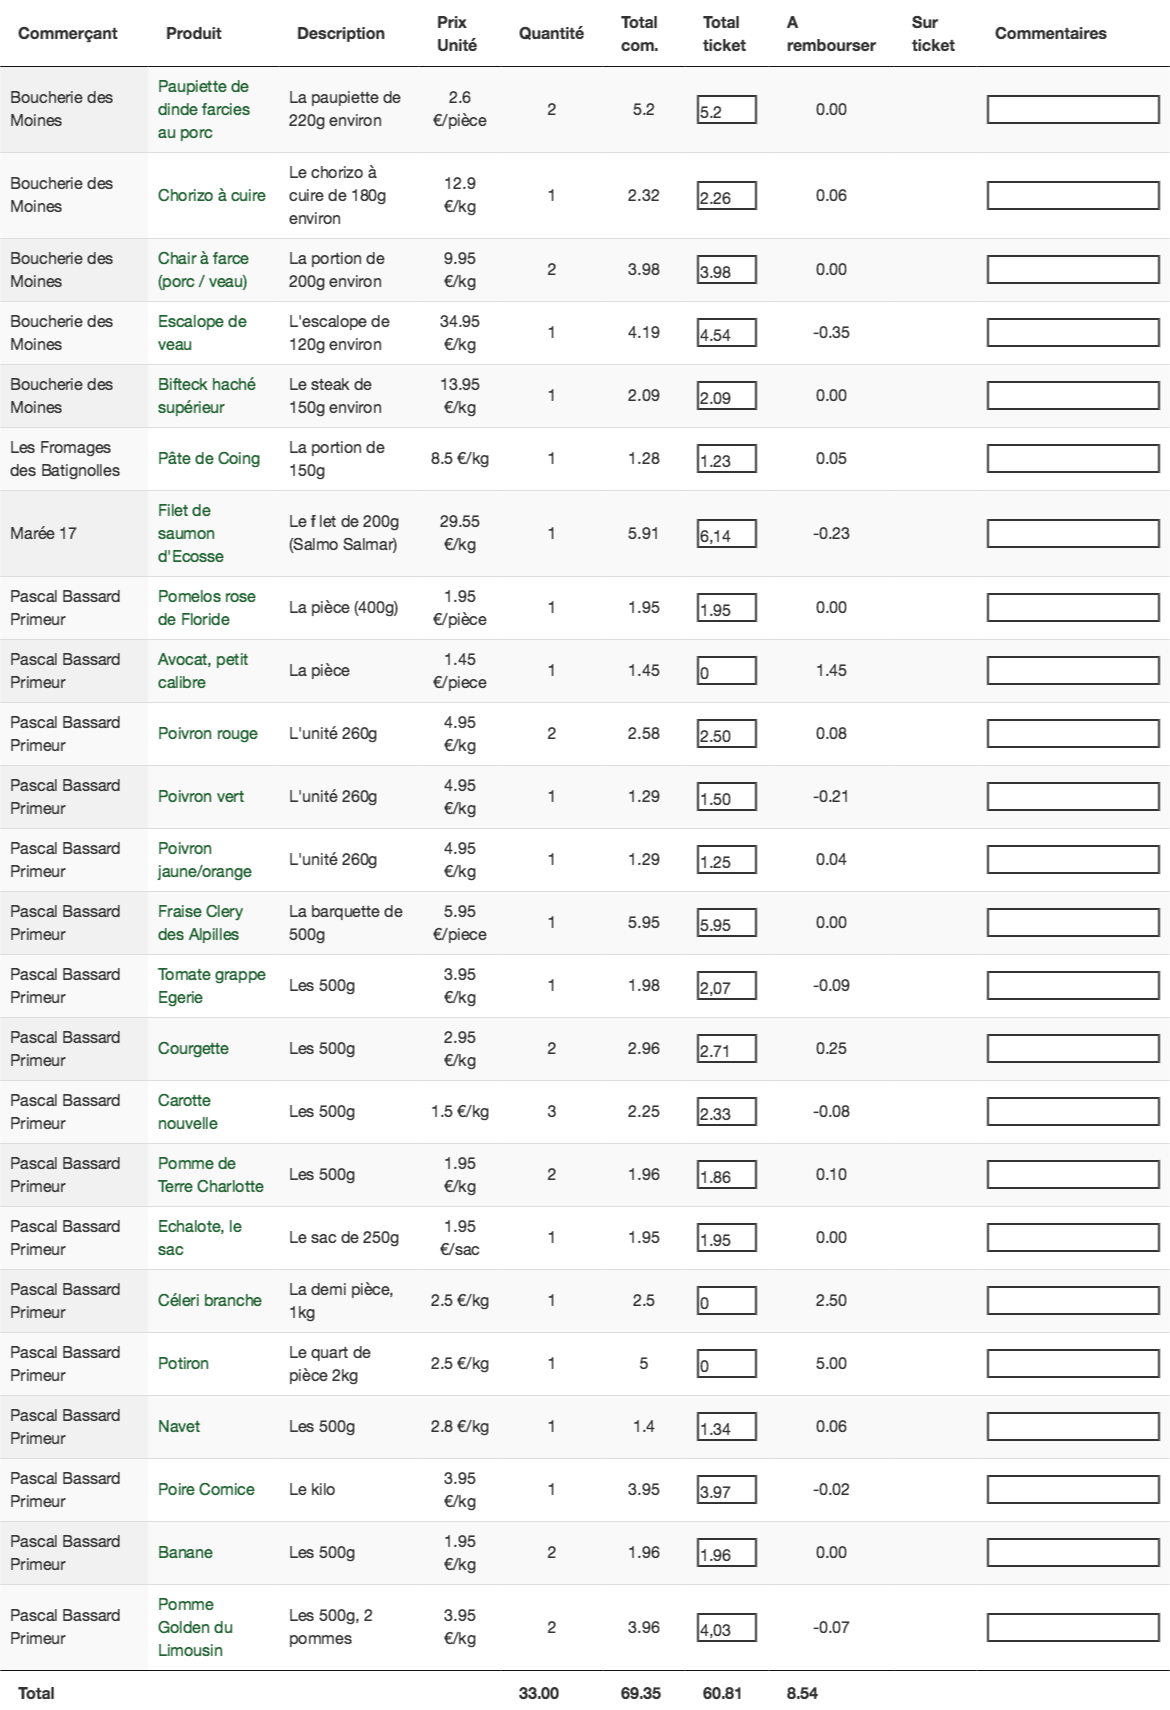 Commerçant Produit Description Prix Unité Quantité Total com. Total ticket A rembourser Sur ticket Commentaires
Boucherie des Moines Paupiette de dinde farcies au porc La paupiette de 220g environ 2.6 €/pièce 2 5.2 5.2 0.00
Boucherie des Moines Chorizo à cuire Le chorizo à cuire de 180g environ 12.9 €/kg 1 2.32 2.26 0.06
Boucherie des Moines Chair à farce (porc / veau) La portion de 200g environ 9.95 €/kg 2 3.98 3.98 0.00
Boucherie des Moines Escalope de veau L'escalope de 120g environ 34.95 €/kg 1 4.19 4.54 -0.35
Boucherie des Moines Bifteck haché supérieur Le steak de 150g environ 13.95 €/kg 1 2.09 2.09 0.00
Les Fromages des Batignolles Pâte de Coing La portion de 150g 8.5 €/kg 1 1.28 1.23 0.05
Marée 17 Filet de saumon d'Ecosse Le f let de 200g (Salmo Salmar) 29.55 €/kg 1 5.91 6,14 -0.23
Pascal Bassard Primeur Pomelos rose de Floride La pièce (400g) 1.95 €/pièce 1 1.95 1.95 0.00
Pascal Bassard Primeur Avocat, petit calibre La pièce 1.45 €/piece 1 1.45 0 1.45
Pascal Bassard Primeur Poivron rouge L'unité 260g 4.95 €/kg 2 2.58 2.50 0.08
Pascal Bassard Primeur Poivron vert L'unité 260g 4.95 €/kg 1 1.29 1.50 -0.21
Pascal Bassard Primeur Poivron jaune/orange L'unité 260g 4.95 €/kg 1 1.29 1.25 0.04
Pascal Bassard Primeur Fraise Clery des Alpilles La barquette de 500g 5.95 €/piece 1 5.95 5.95 0.00
Pascal Bassard Primeur Tomate grappe Egerie Les 500g 3.95 €/kg 1 1.98 2,07 -0.09
Pascal Bassard Primeur Courgette Les 500g 2.95 €/kg 2 2.96 2.71 0.25
Pascal Bassard Primeur Carotte nouvelle Les 500g 1.5 €/kg 3 2.25 2.33 -0.08
Pascal Bassard Primeur Pomme de Terre Charlotte Les 500g 1.95 €/kg 2 1.96 1.86 0.10
Pascal Bassard Primeur Echalote, le sac Le sac de 250g 1.95 €/sac 1 1.95 1.95 0.00
Pascal Bassard Primeur Céleri branche La demi pièce, 1kg 2.5 €/kg 1 2.5 0 2.50
Pascal Bassard Primeur Potiron Le quart de pièce 2kg 2.5 €/kg 1 5 0 5.00
Pascal Bassard Primeur Navet Les 500g 2.8 €/kg 1 1.4 1.34 0.06
Pascal Bassard Primeur Poire Comice Le kilo 3.95 €/kg 1 3.95 3.97 -0.02
Pascal Bassard Primeur Banane Les 500g 1.95 €/kg 2 1.96 1.96 0.00
Pascal Bassard Primeur Pomme Golden du Limousin Les 500g, 2 pommes 3.95 €/kg 2 3.96 4,03 -0.07
Total 33.00 69.35 60.81 8.54